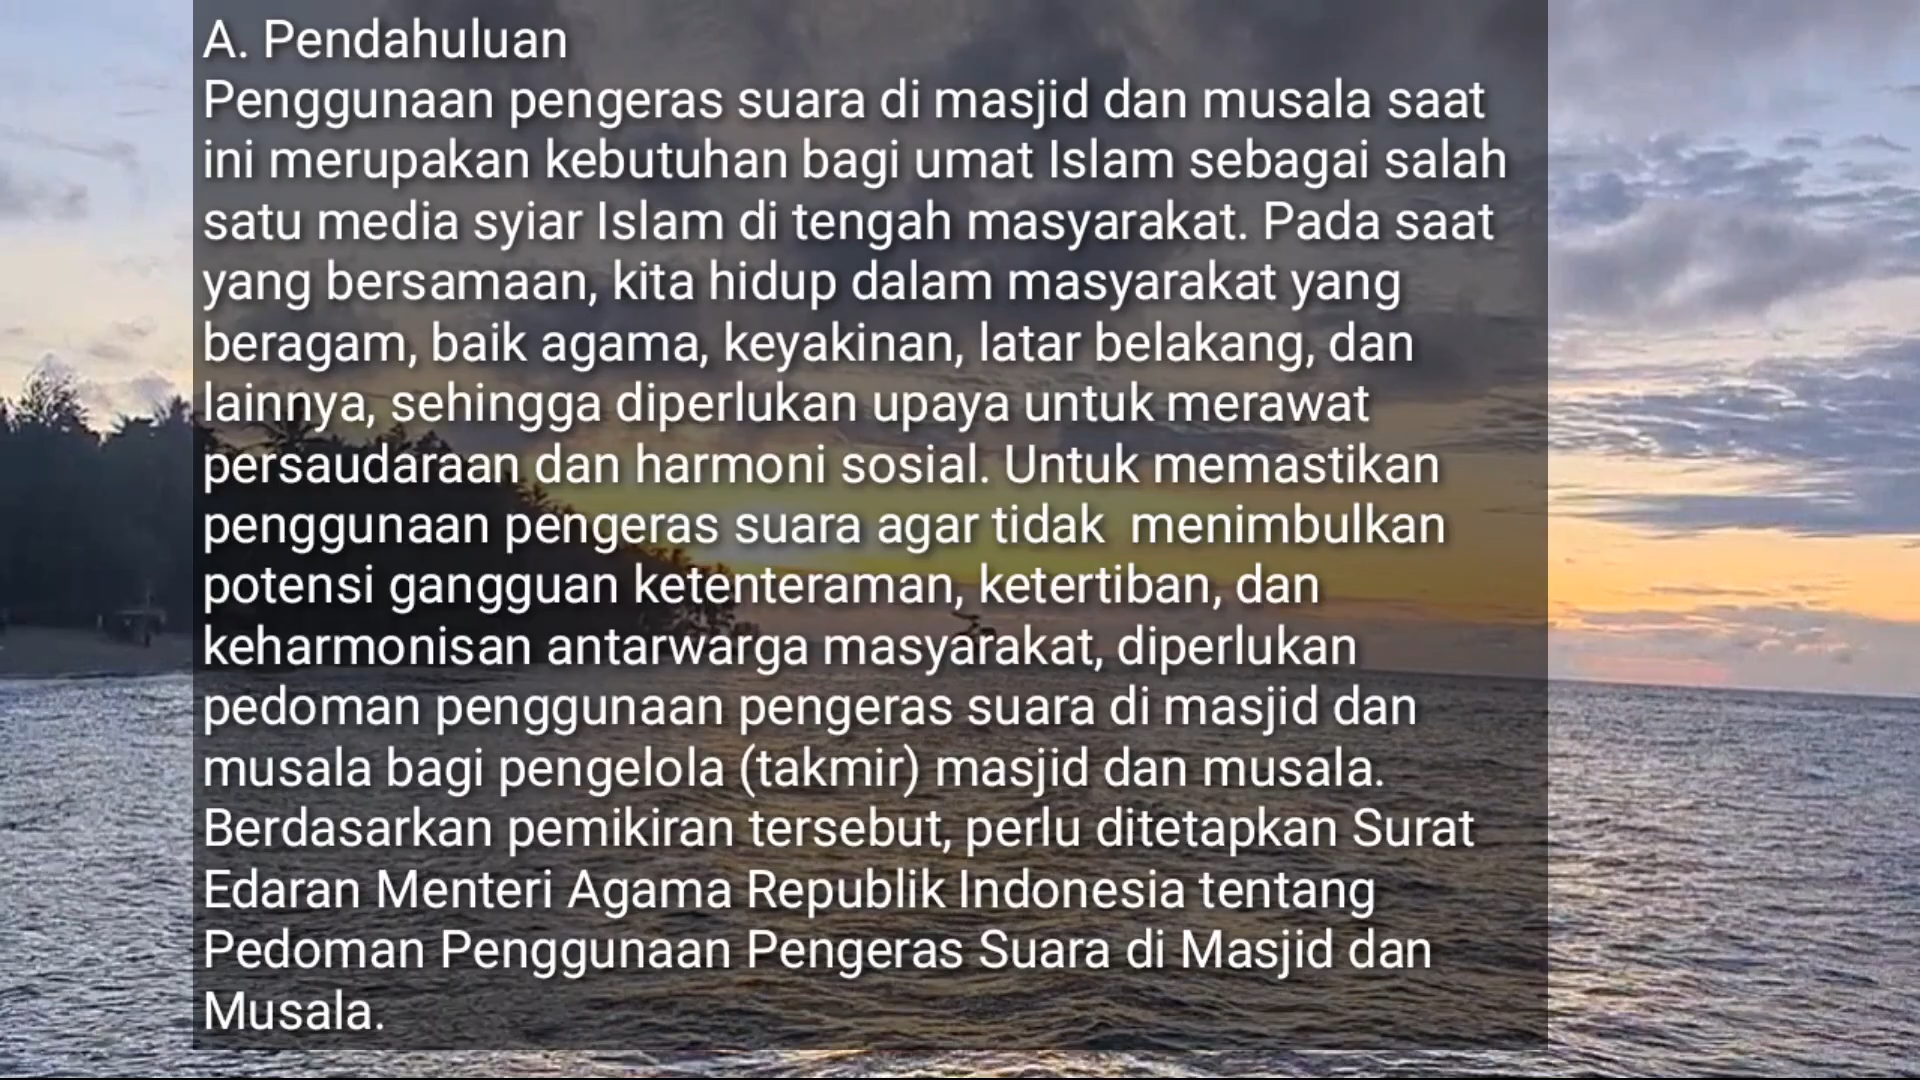 A. Pendahuluan
Penggunaan pengeras suara di masjid dan musala saat
ini merupakan kebutuhan bagi umat Islam sebagai salah
satu media syiar Islam di tengah masyarakat. Pada saat
yang bersamaan, kita hidup dalam masyarakat yang
beragam, baik agama, keyakinan, latar belakang, dan
lainnya, sehingga diperlukan upaya untuk merawat
persaudaraan dan harmoni sosial. Untuk memastikan
penggunaan pengeras suara agar tidak  menimbulkan
potensi gangguan ketenteraman, ketertiban, dan
keharmonisan antarwarga masyarakat, diperlukan
pedoman penggunaan pengeras suara di masjid dan
musala bagi pengelola (takmir) masjid dan musala.
Berdasarkan pemikiran tersebut, perlu ditetapkan Surat
Edaran Menteri Agama Republik Indonesia tentang
Pedoman Penggunaan Pengeras Suara di Masjid dan
Musala.